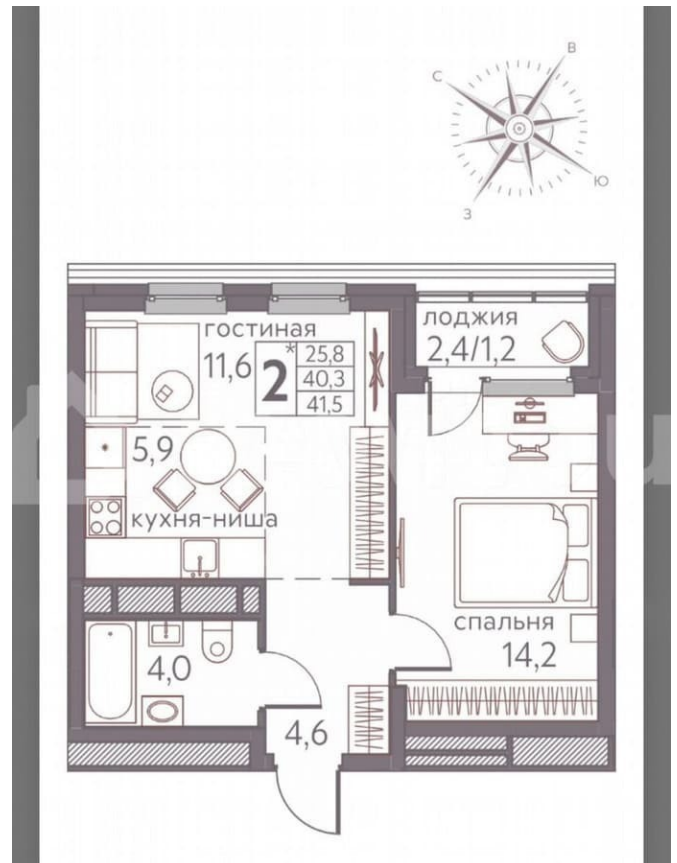 В
С
Ю
З
гостиная
11,6
2*
25,8
40,3
41,5
лоджия
2,4/1,2
5,9
кухня-ниша
спальня
14,2
4,0
4,6